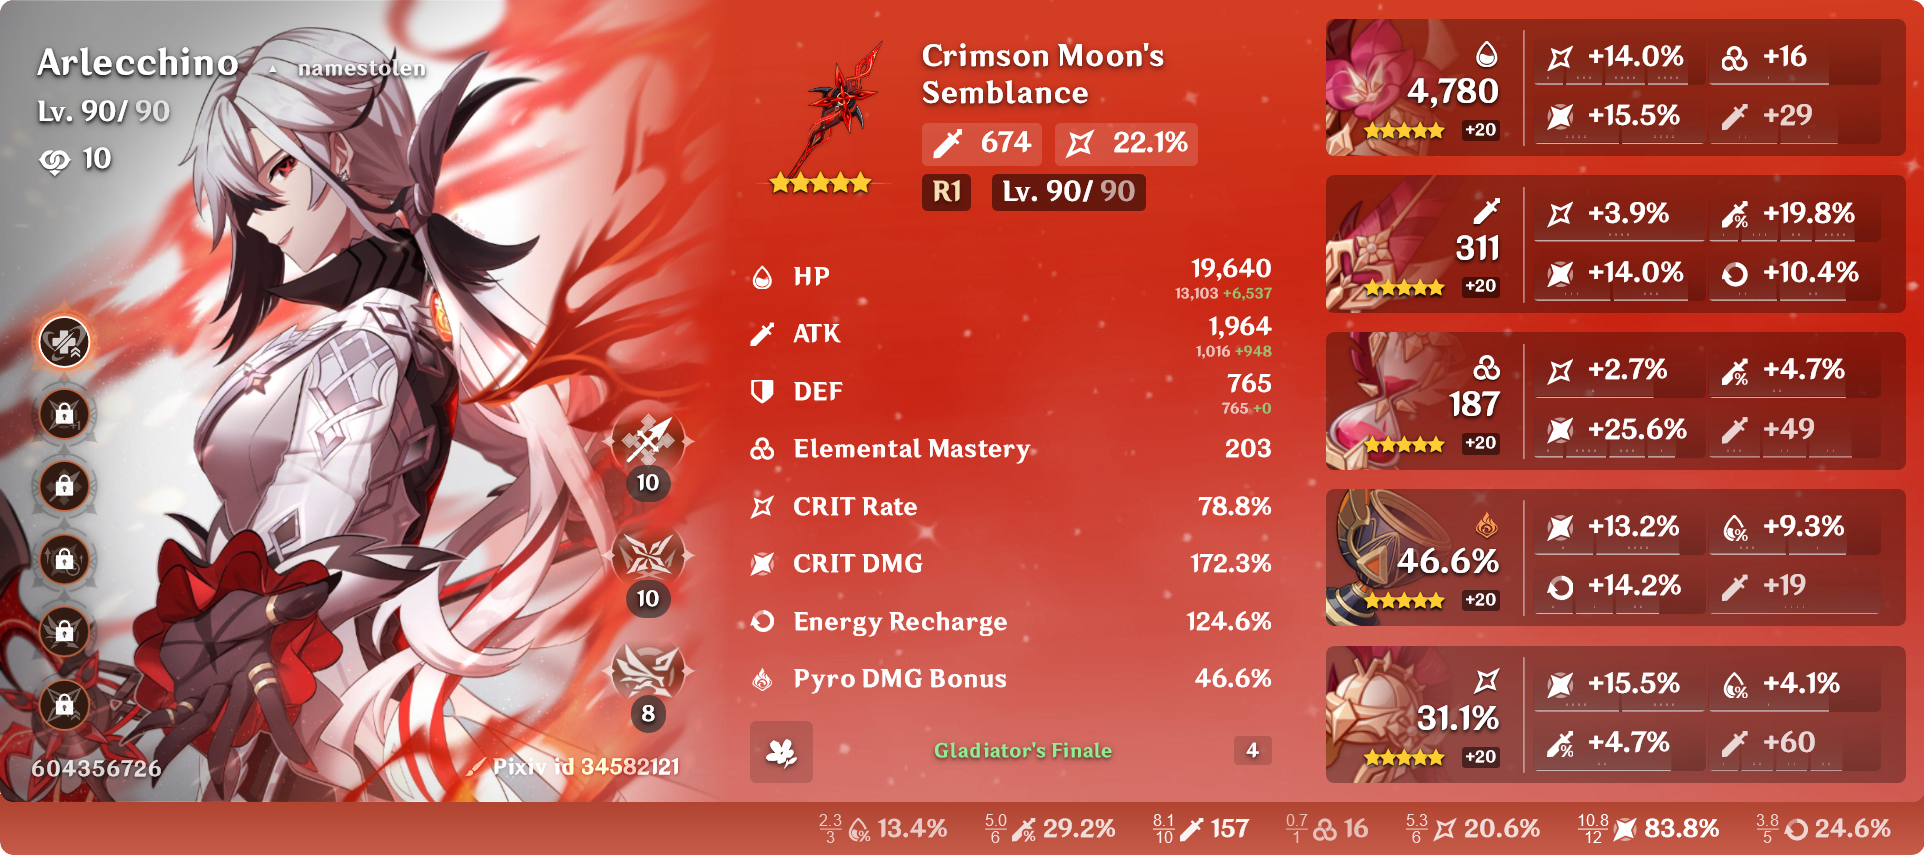 Arlecchino ▲ namestolen
Lv. 90/ 90
10
10
10
8
604356726
Pixiv id 34582121
Crimson Moon's
Semblance
674 22.1%
R1 Lv. 90/ 90
HP 19,640
13,103 +6,537
ATK 1,964
1,016 +948
DEF 765
765 +0
Elemental Mastery 203
CRIT Rate 78.8%
CRIT DMG 172.3%
Energy Recharge 124.6%
Pyro DMG Bonus 46.6%
Gladiator's Finale 4
4,780
+20
+14.0% +16
+15.5% +29
311
+20
+3.9% +19.8%
+14.0% +10.4%
187
+20
+2.7% +4.7%
+25.6% +49
46.6%
+20
+13.2% +9.3%
+14.2% +19
31.1%
+20
+15.5% +4.1%
+4.7% +60
2.3/3 13.4% 5.0/6 29.2% 8.1/10 157 0.7/1 16 5.3/6 20.6% 10.8/12 83.8% 3.8/5 24.6%